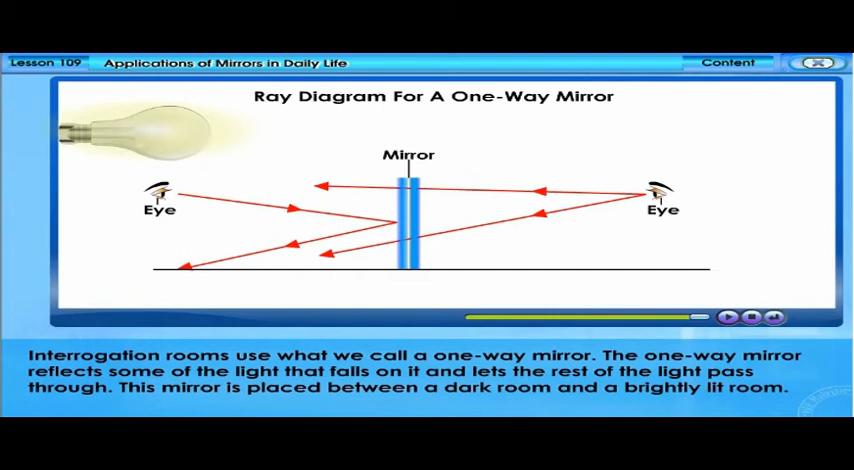 Lesson 109 Applications of Mirrors in Daily Life Content
Ray Diagram For A One-Way Mirror
Mirror
Eye Eye
Interrogation rooms use what we call a one-way mirror. The one-way mirror
reflects some of the light that falls on it and lets the rest of the light pass
through. This mirror is placed between a dark room and a brightly lit room.